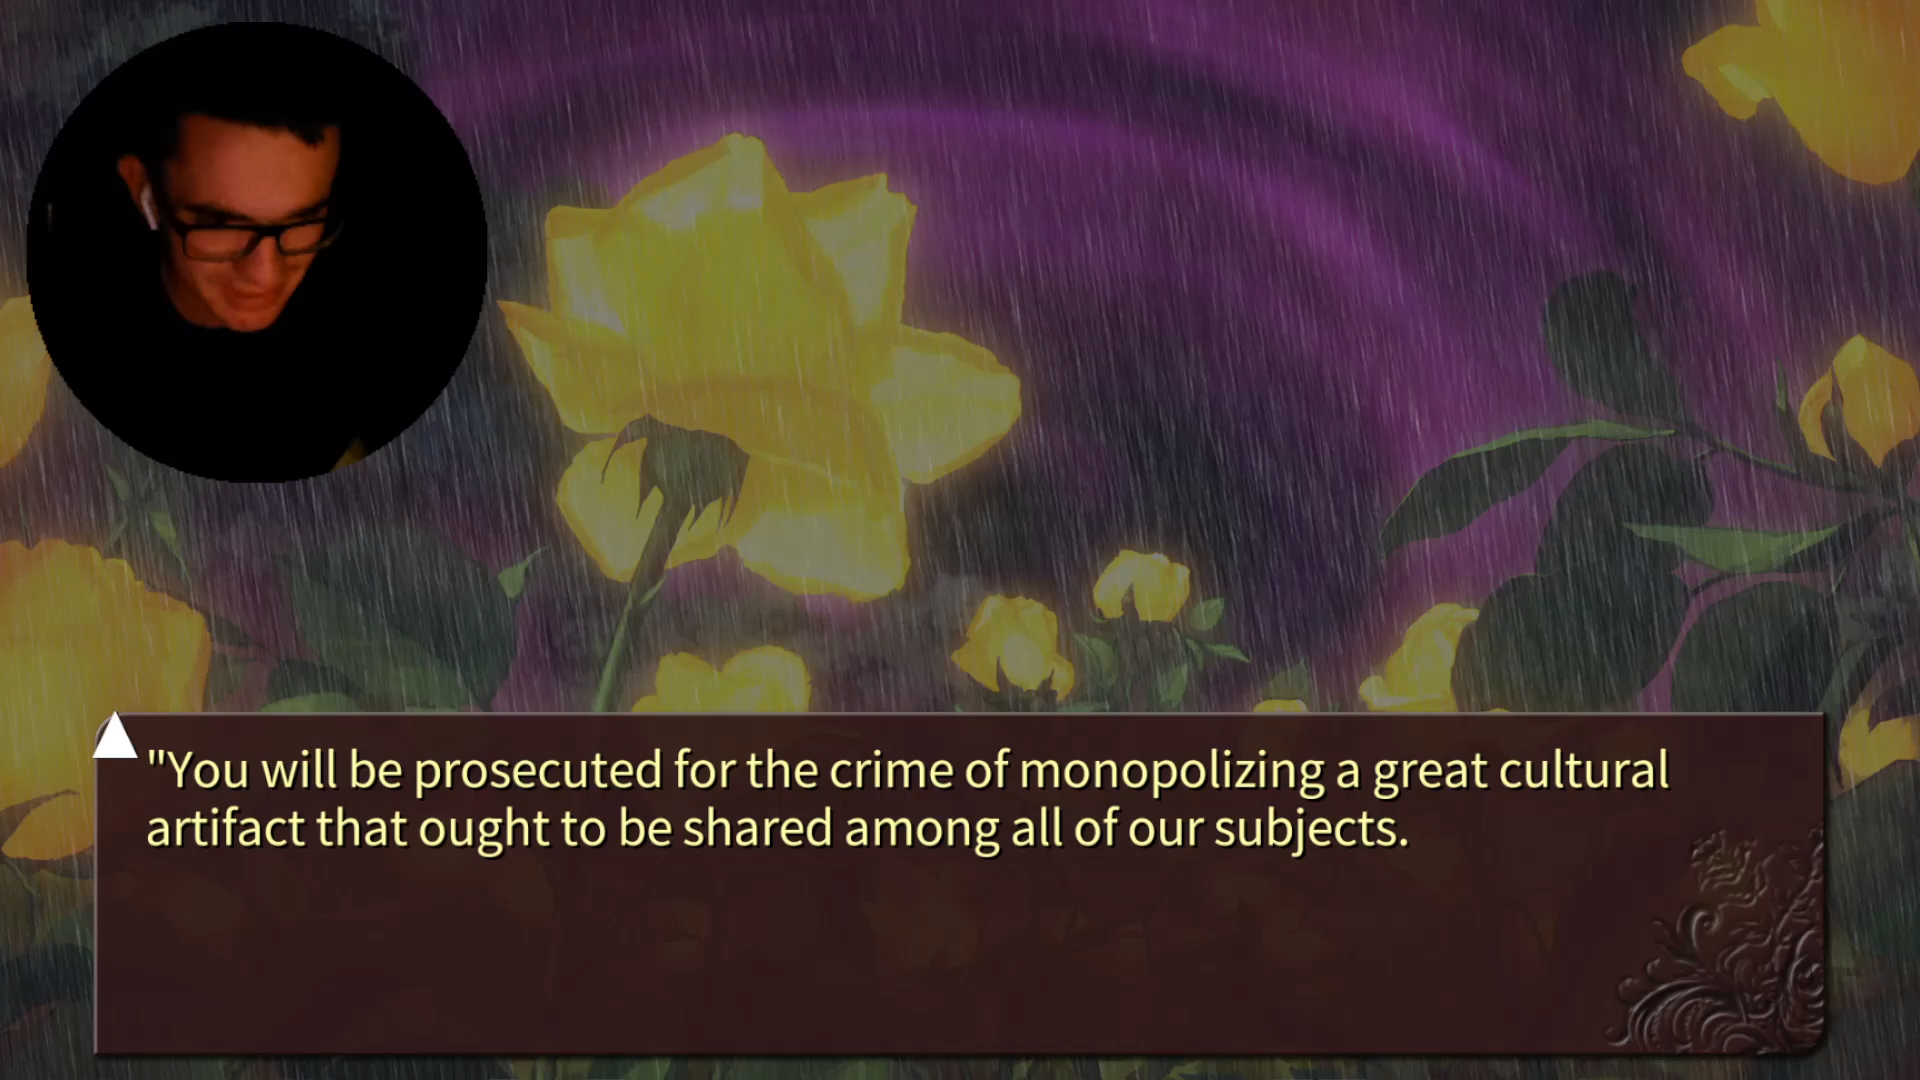 "You will be prosecuted for the crime of monopolizing a great cultural
artifact that ought to be shared among all of our subjects.